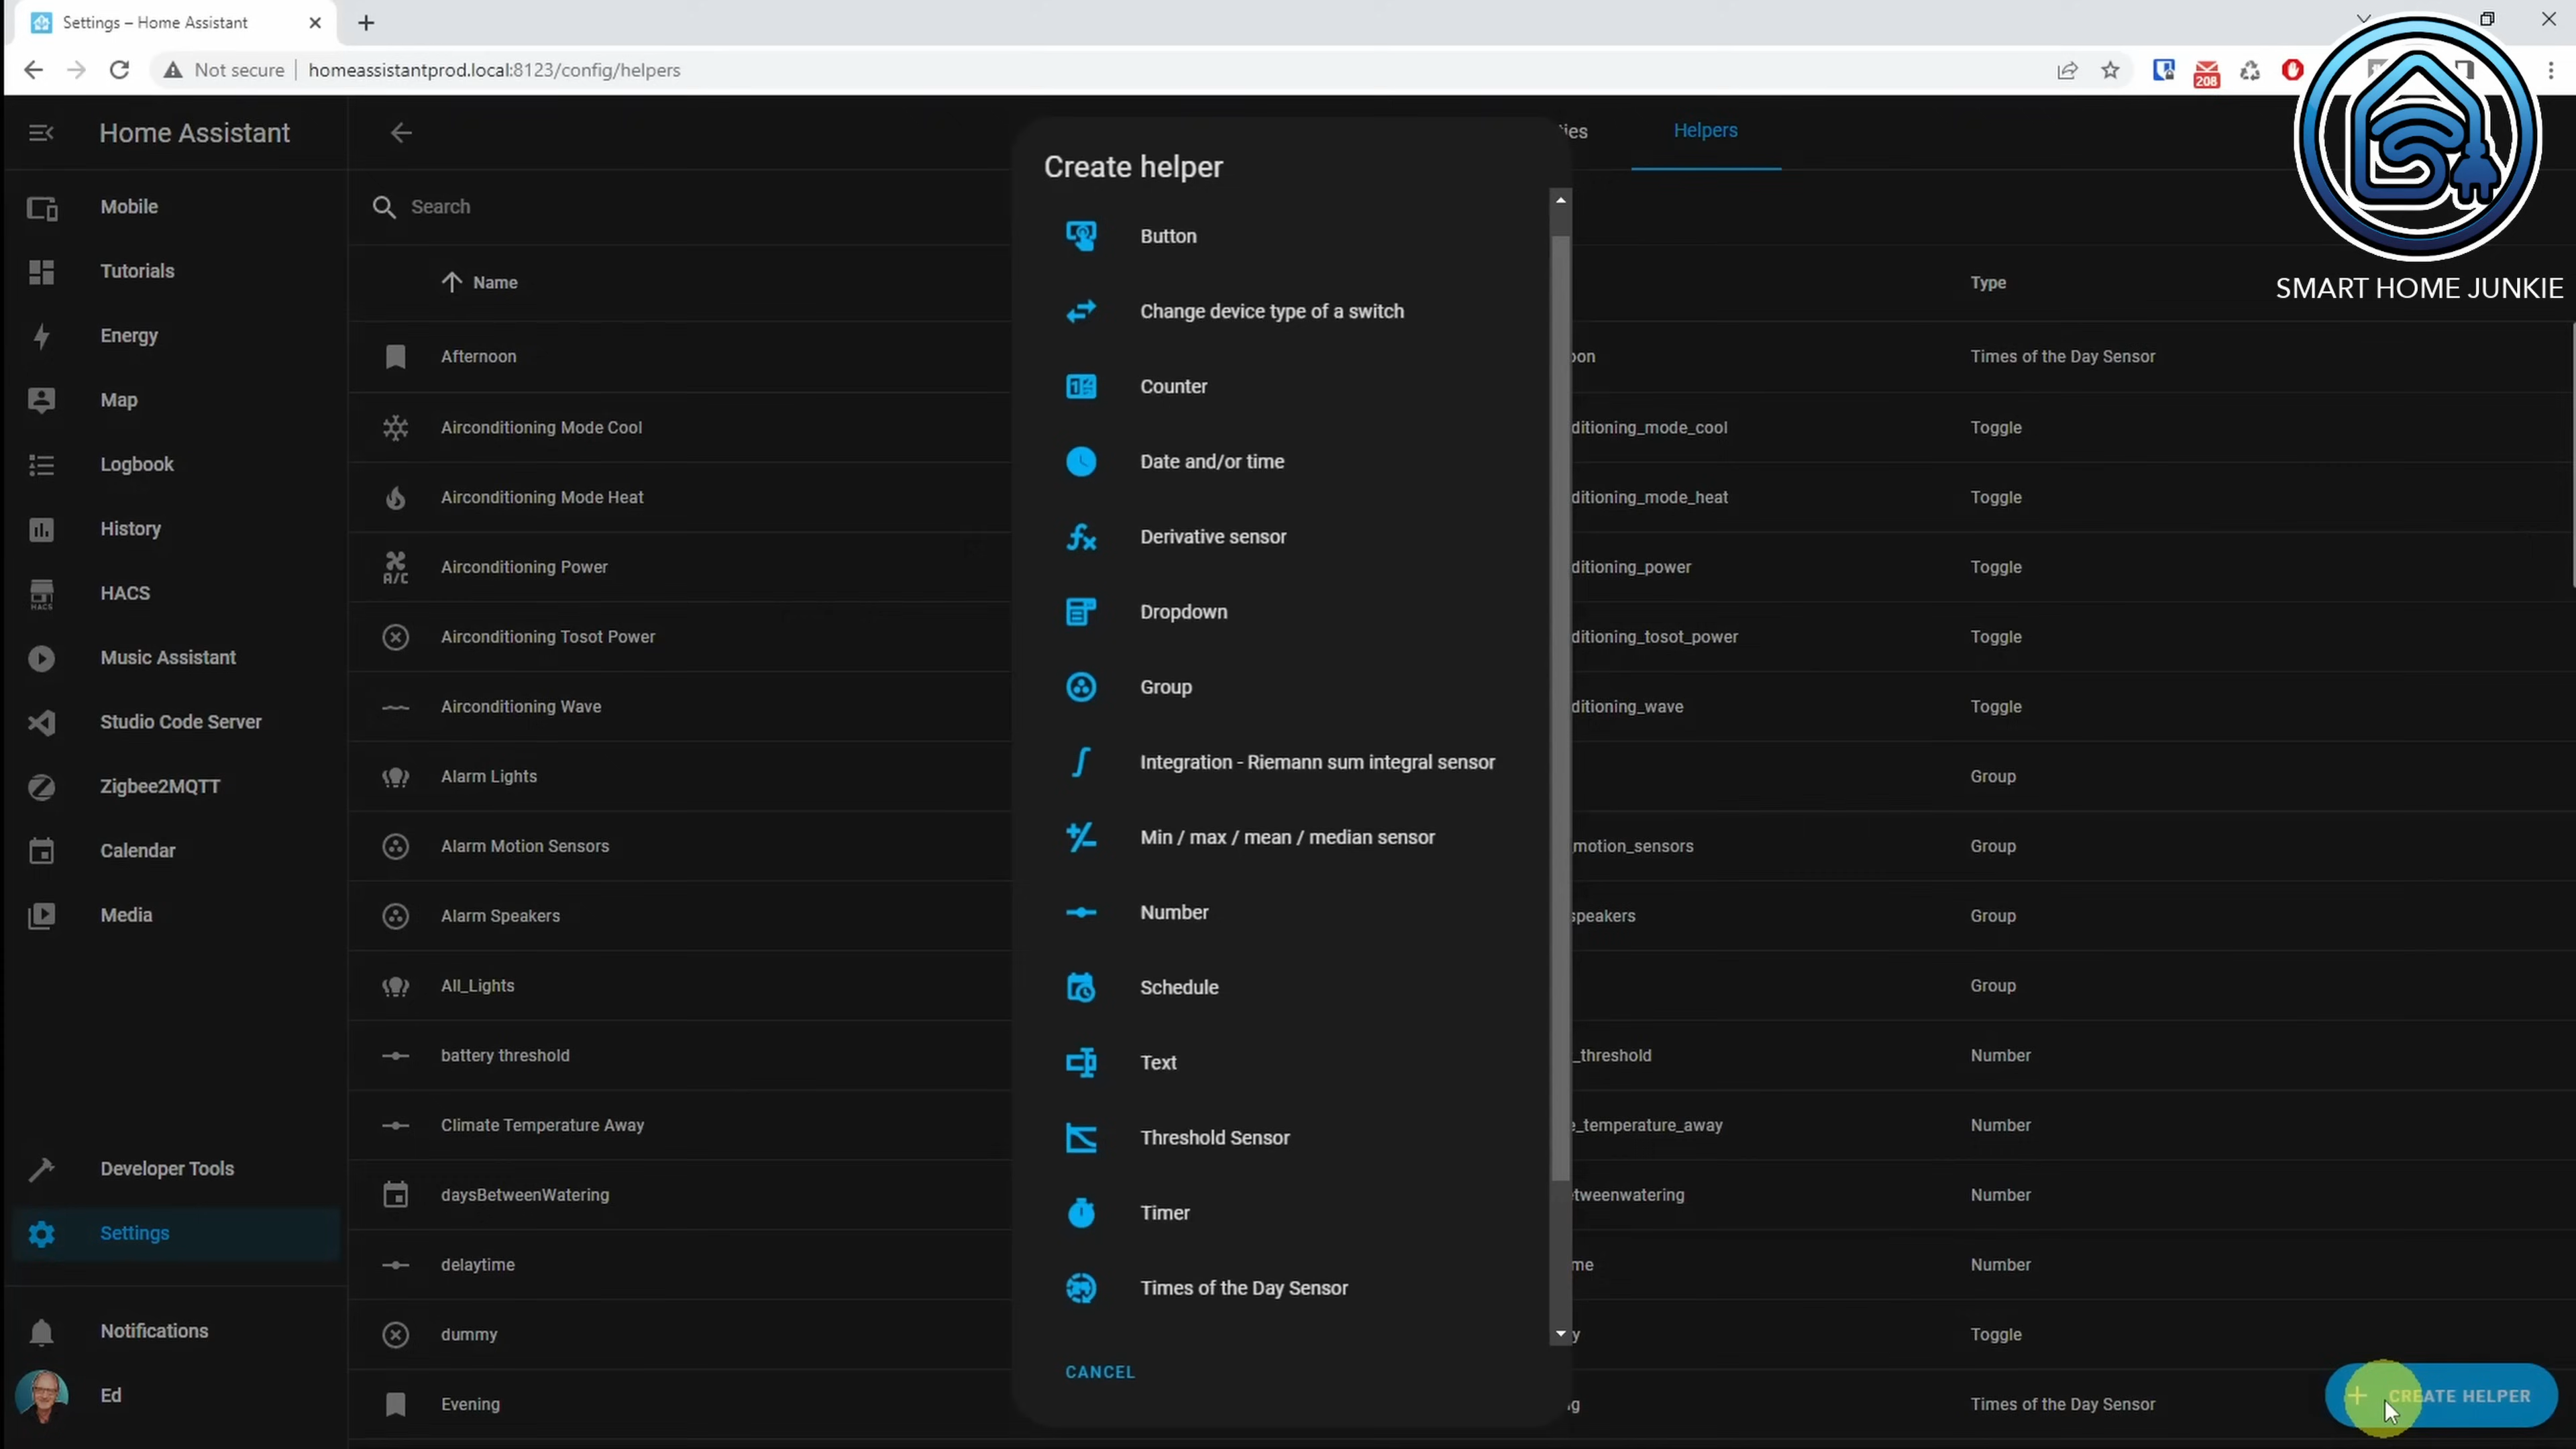 Settings – Home Assistant
Not secure
homeassistantprod.local:8123/config/helpers
208
Home Assistant
Mobile
Tutorials
Energy
Map
Logbook
History
HACS
HACS
Music Assistant
Studio Code Server
Zigbee2MQTT
Calendar
Media
Developer Tools
Settings
Notifications
Ed
Helpers
Search
Name
Type
Afternoon
Times of the Day Sensor
Airconditioning Mode Cool
ditioning_mode_cool
Toggle
Airconditioning Mode Heat
ditioning_mode_heat
Toggle
A/C
Airconditioning Power
ditioning_power
Toggle
Airconditioning Tosot Power
ditioning_tosot_power
Toggle
Airconditioning Wave
ditioning_wave
Toggle
Alarm Lights
Group
Alarm Motion Sensors
motion_sensors
Group
Alarm Speakers
speakers
Group
All_Lights
Group
battery threshold
_threshold
Number
Climate Temperature Away
e_temperature_away
Number
daysBetweenWatering
tweenwatering
Number
delaytime
me
Number
dummy
y
Toggle
Evening
g
Times of the Day Sensor
Create helper
Button
Change device type of a switch
Counter
Date and/or time
Derivative sensor
Dropdown
Group
Integration - Riemann sum integral sensor
Min / max / mean / median sensor
Number
Schedule
Text
Threshold Sensor
Timer
Times of the Day Sensor
CANCEL
CREATE HELPER
SMART HOME JUNKIE